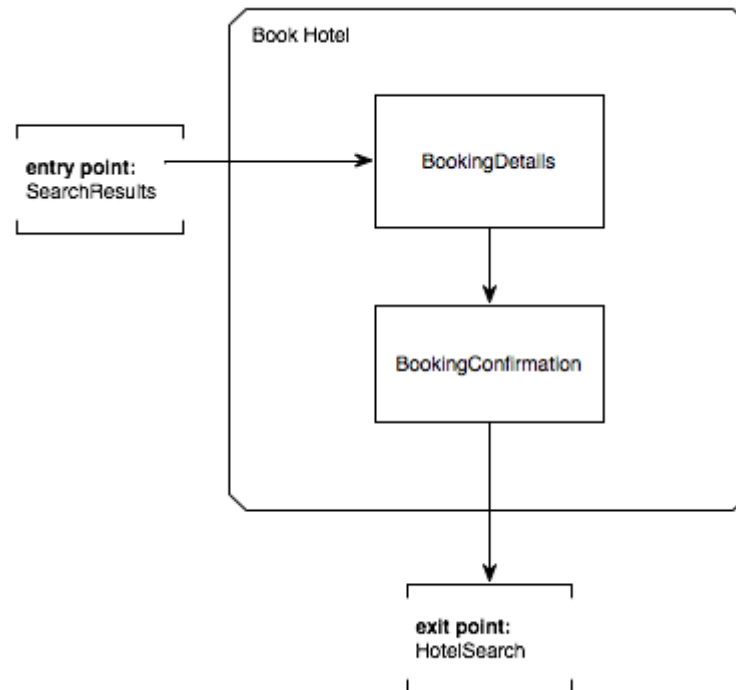 Book Hotel
entry point:
SearchResults
BookingDetails
BookingConfirmation
exit point:
HotelSearch